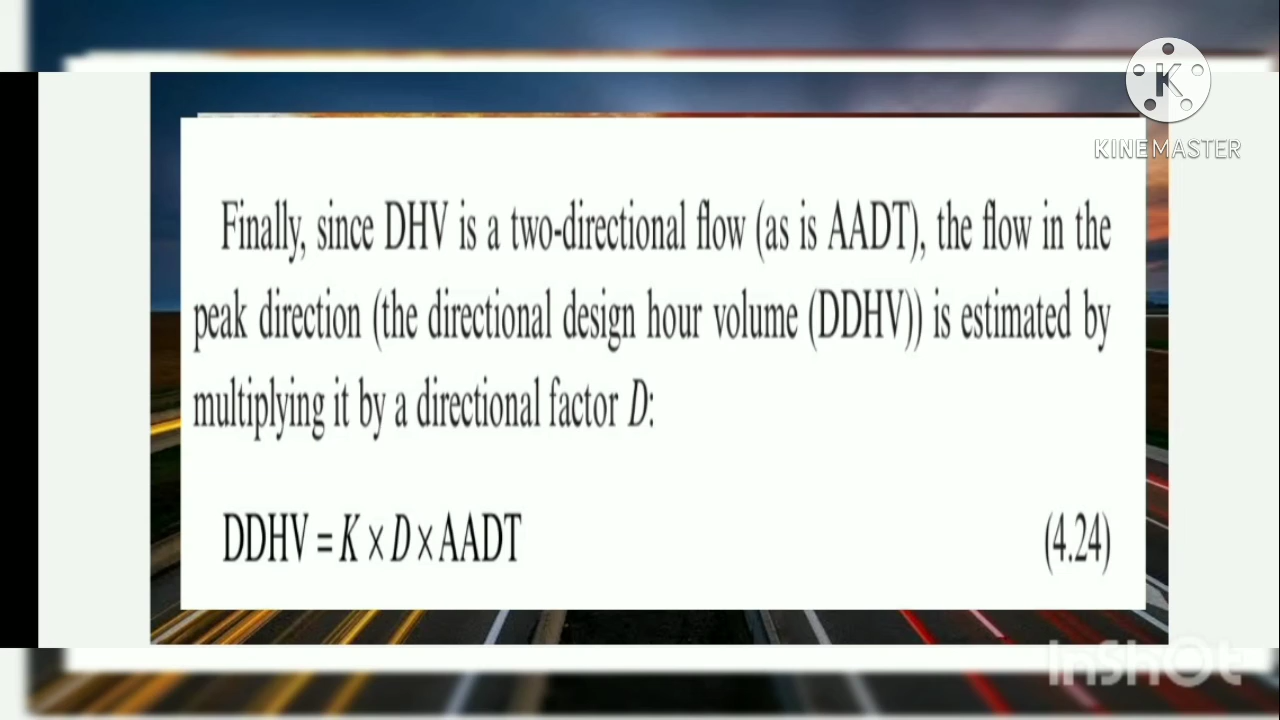 K
KINEMASTER
Finally, since DHV is a two-directional flow (as is AADT), the flow in the
peak direction (the directional design hour volume (DDHV)) is estimated by
multiplying it by a directional factor D:
DDHV = K × D × AADT (4.24)
InShOt